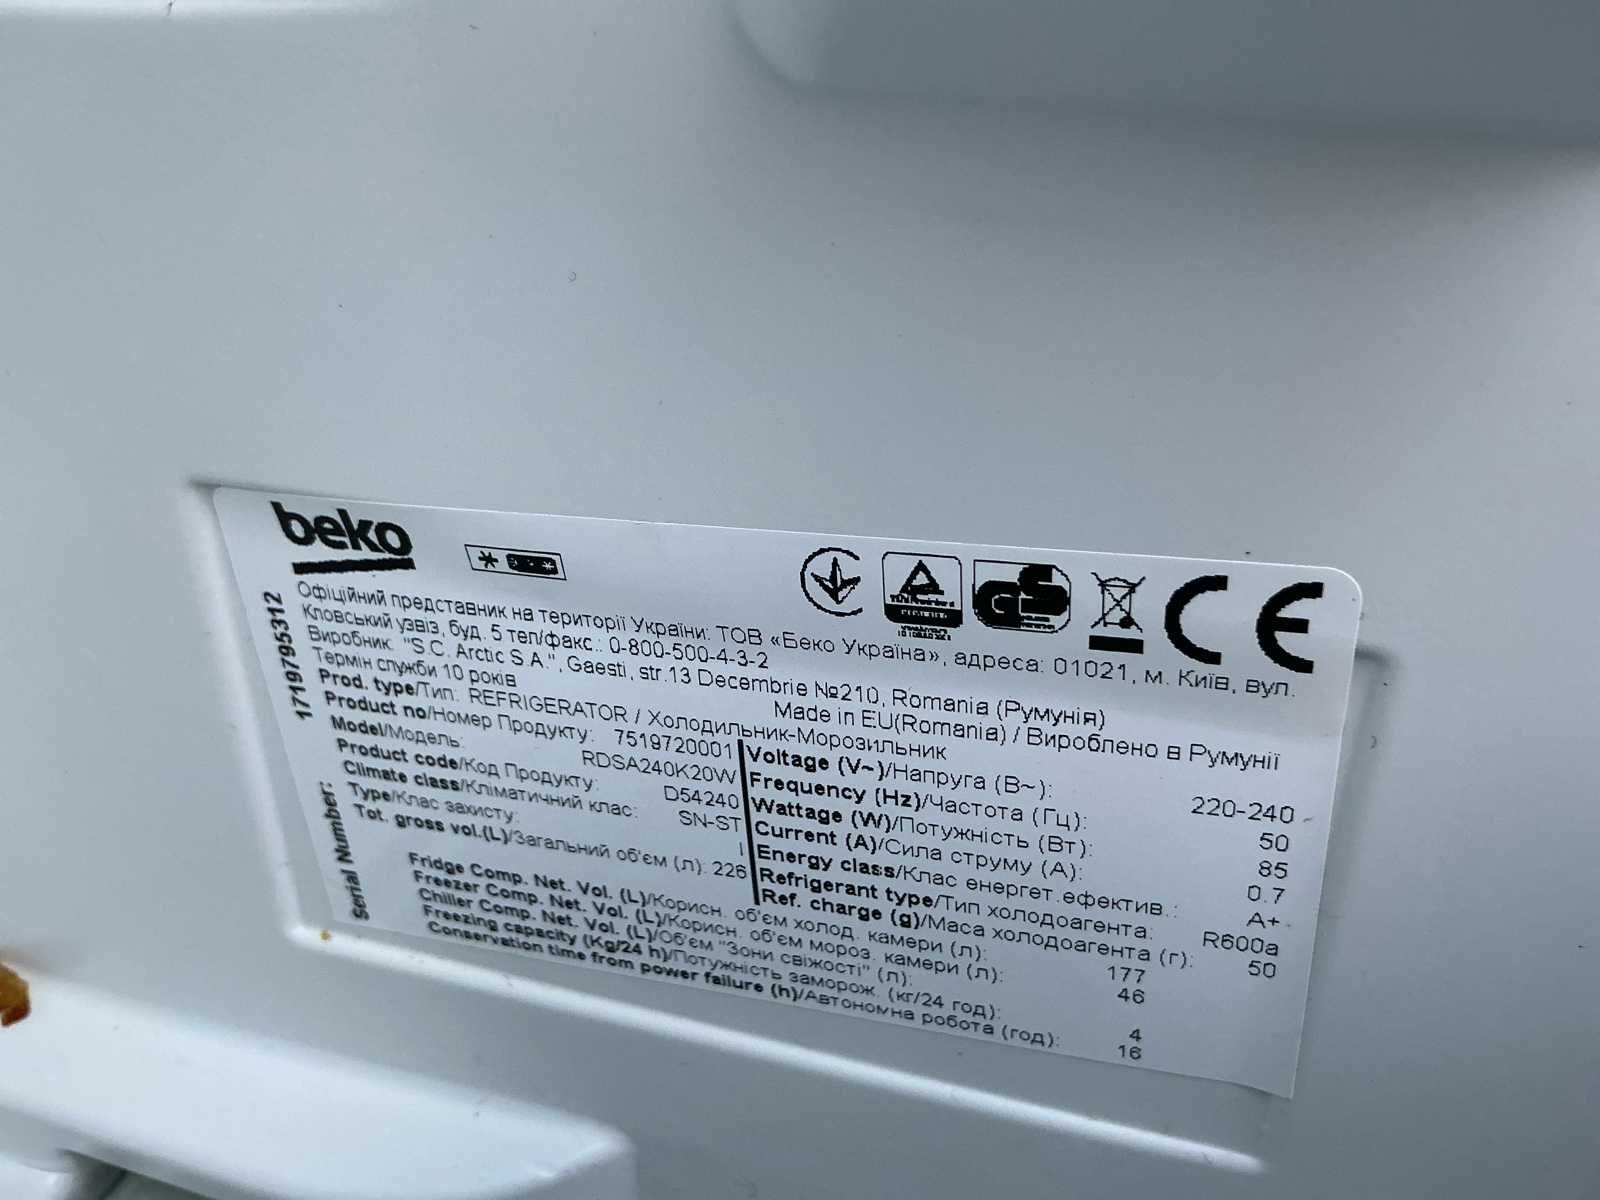 beko
Офіційний представник на території України: ТОВ «Беко Україна», адреса: 01021, м. Київ, вул.
Кловський узвіз, буд. 5 тел/факс.: 0-800-500-4-3-2
Виробник: "S.C. Arctic S.A.", Gaesti, str.13 Decembrie №210, Romania (Румунія)
Термін служби 10 років
Made in EU(Romania) / Вироблено в Румунії
Prod. type/Тип: REFRIGERATOR / Холодильник-Морозильник
Product no/Номер Продукту: 7519720001
Model/Модель: RDSA240K20W
Product code/Код Продукту: D54240
Climate class/Кліматичний клас: SN-ST
Type/Клас захисту: I
Tot. gross vol.(L)/Загальний об'єм (л): 226
Voltage (V~)/Напруга (В~): 220-240
Frequency (Hz)/Частота (Гц): 50
Wattage (W)/Потужність (Вт): 85
Current (A)/Сила струму (А): 0.7
Energy class/Клас енергет.ефектив.: A+
Refrigerant type/Тип холодоагента: R600a
Ref. charge (g)/Маса холодоагента (г): 50
Fridge Comp. Net. Vol. (L)/Корисн. об'єм холод. камери (л): 177
Freezer Comp. Net. Vol. (L)/Корисн. об'єм мороз. камери (л): 46
Chiller Comp. Net. Vol. (L)/Об'єм "Зони свіжості" (л):
Freezing capacity (Kg/24 h)/Потужність заморож. (кг/24 год): 4
Conservation time from power failure (h)/Автономна робота (год): 16
Serial Number: 1719795312
GS
CE